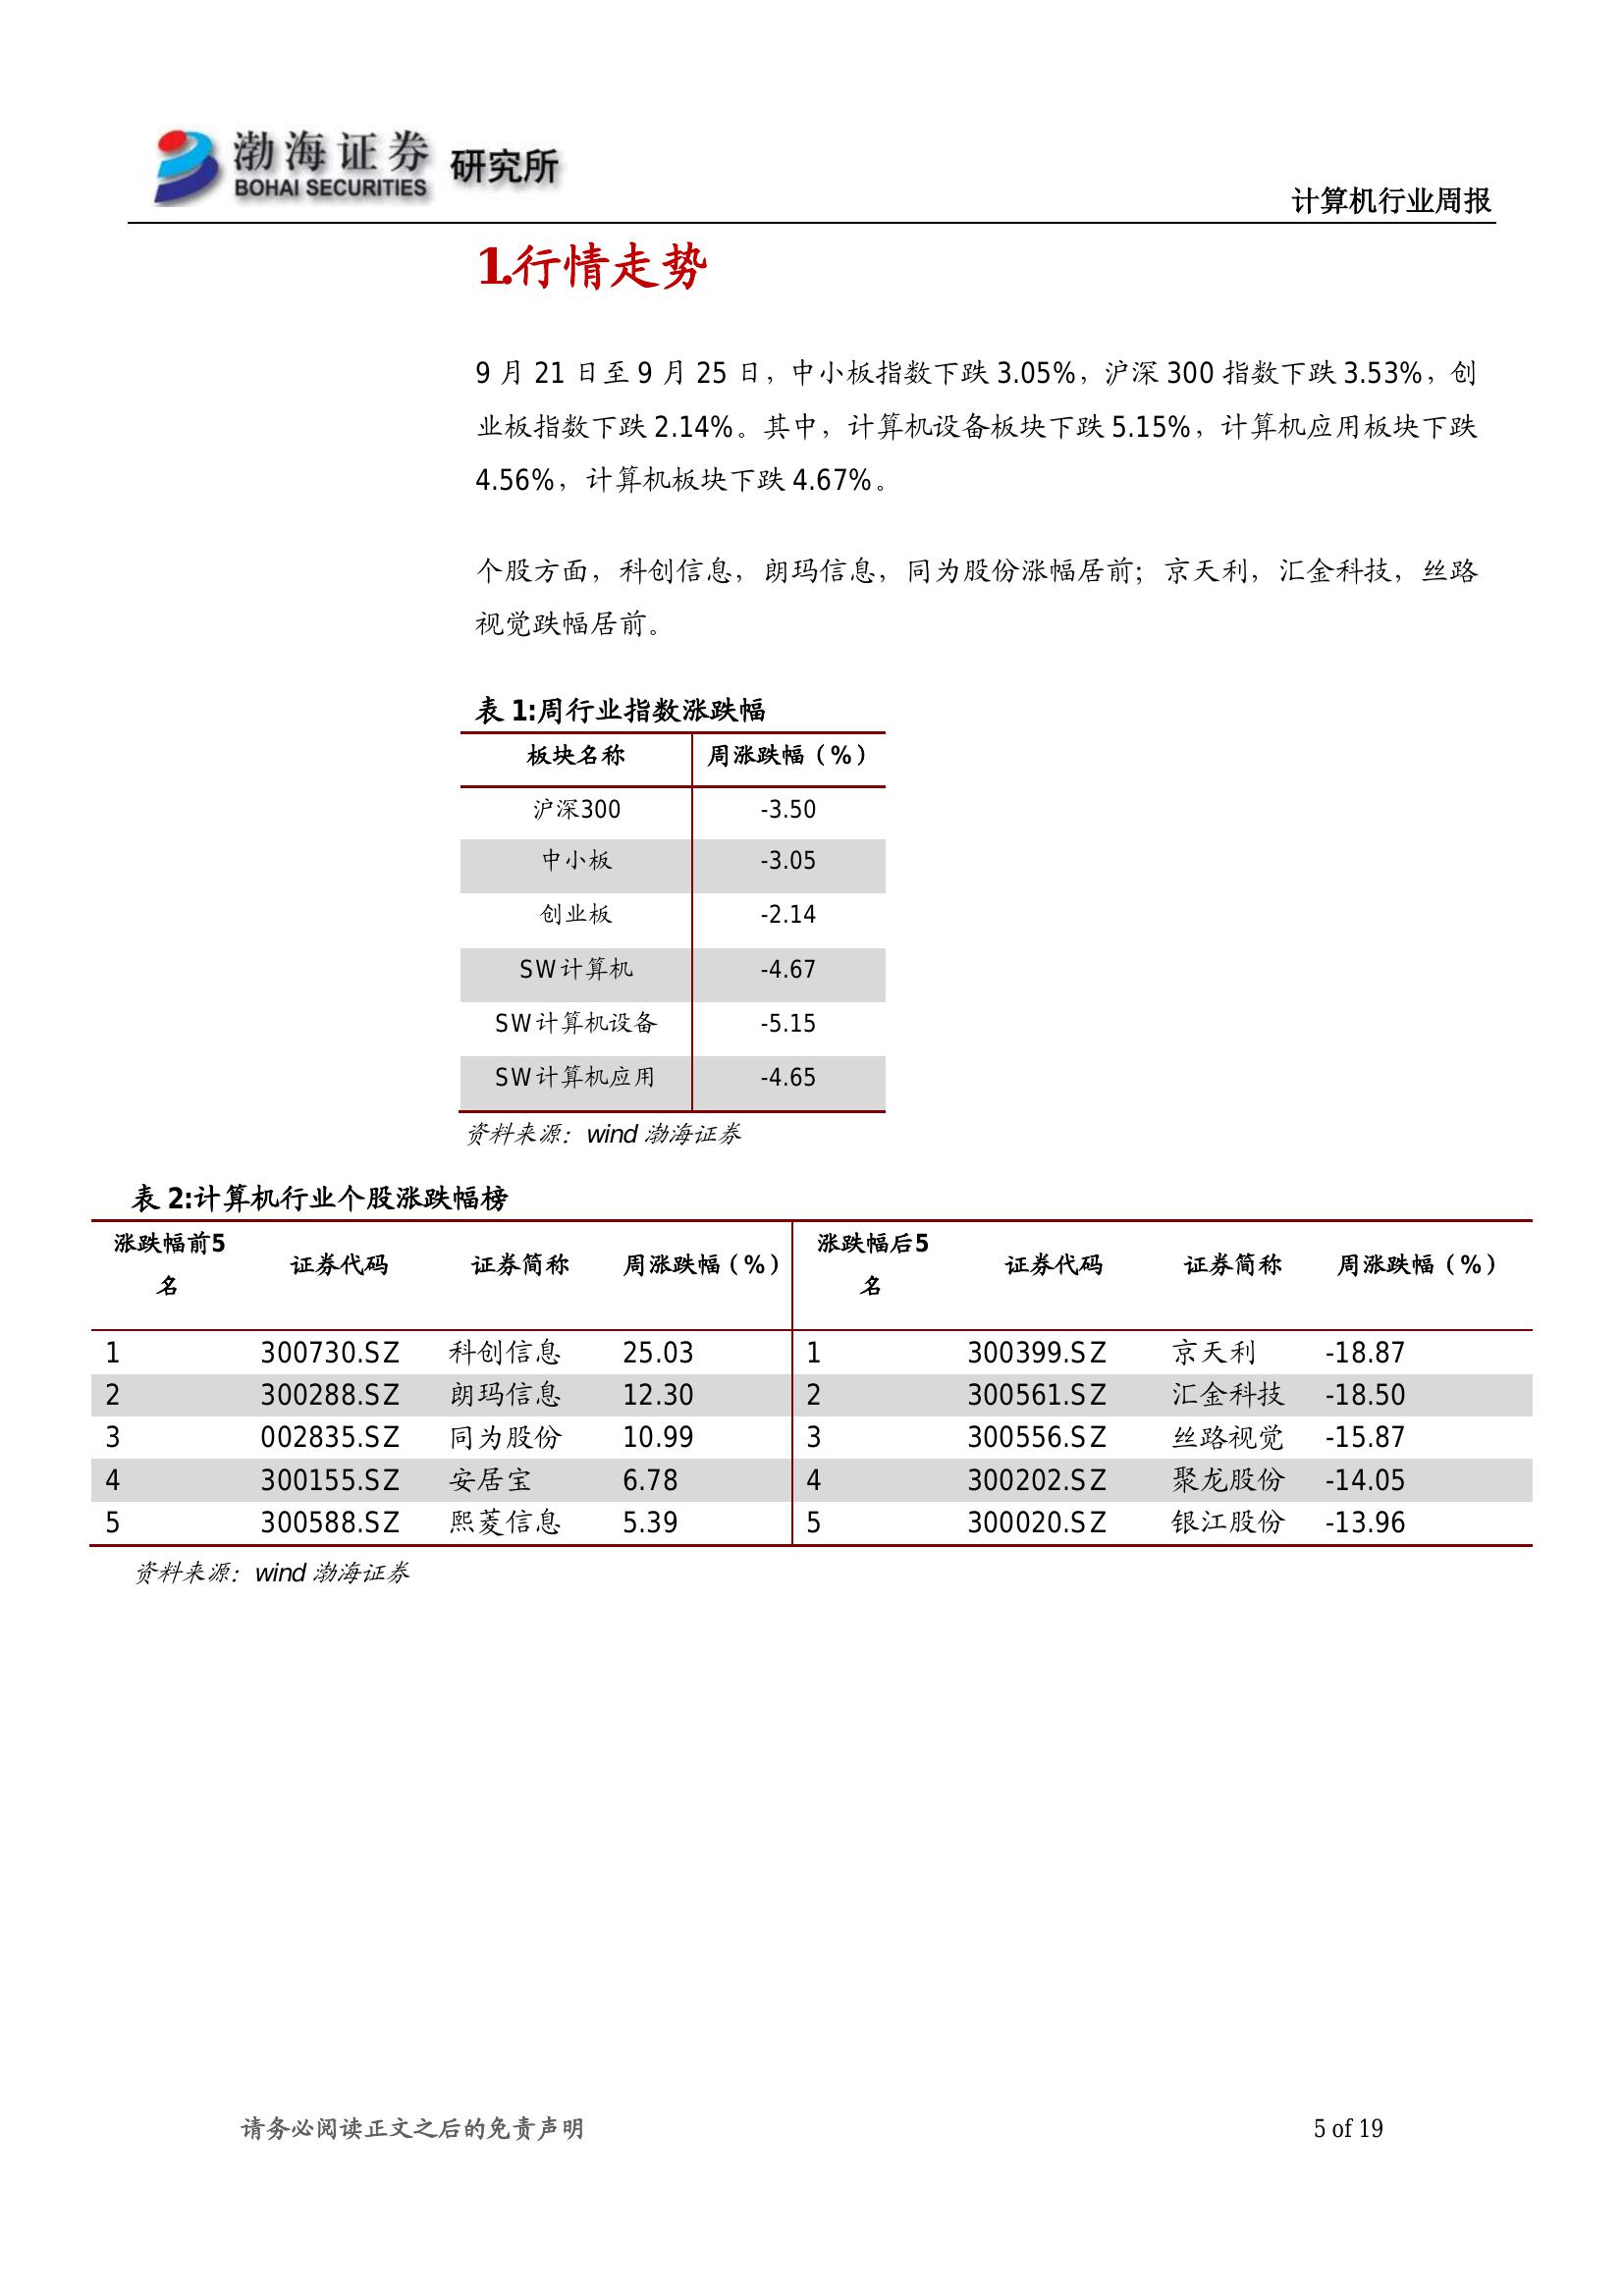 渤海证券 研究所
BOHAI SECURITIES
计算机行业周报
1.行情走势
9 月 21 日至 9 月 25 日，中小板指数下跌 3.05%，沪深 300 指数下跌 3.53%，创
业板指数下跌 2.14%。其中，计算机设备板块下跌 5.15%，计算机应用板块下跌
4.56%，计算机板块下跌 4.67%。
个股方面，科创信息，朗玛信息，同为股份涨幅居前；京天利，汇金科技，丝路
视觉跌幅居前。
表 1:周行业指数涨跌幅
板块名称 周涨跌幅（%）
沪深300 -3.50
中小板 -3.05
创业板 -2.14
SW计算机 -4.67
SW计算机设备 -5.15
SW计算机应用 -4.65
资料来源：wind 渤海证券
表 2:计算机行业个股涨跌幅榜
涨跌幅前5名 证券代码 证券简称 周涨跌幅（%） 涨跌幅后5名 证券代码 证券简称 周涨跌幅（%）
1 300730.SZ 科创信息 25.03 1 300399.SZ 京天利 -18.87
2 300288.SZ 朗玛信息 12.30 2 300561.SZ 汇金科技 -18.50
3 002835.SZ 同为股份 10.99 3 300556.SZ 丝路视觉 -15.87
4 300155.SZ 安居宝 6.78 4 300202.SZ 聚龙股份 -14.05
5 300588.SZ 熙菱信息 5.39 5 300020.SZ 银江股份 -13.96
资料来源：wind 渤海证券
请务必阅读正文之后的免责声明 5 of 19